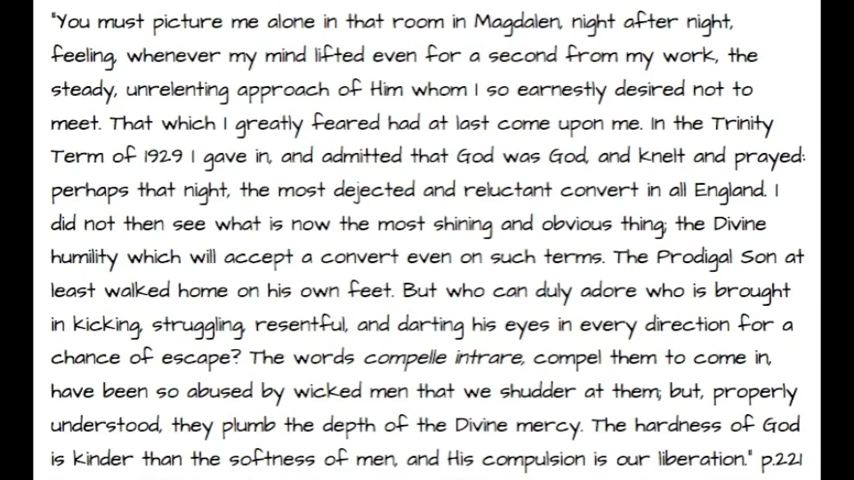 "You must picture me alone in that room in Magdalen, night after night,
feeling, whenever my mind lifted even for a second from my work, the
steady, unrelenting approach of Him whom I so earnestly desired not to
meet. That which I greatly feared had at last come upon me. In the Trinity
Term of 1929 I gave in, and admitted that God was God, and knelt and prayed:
perhaps that night, the most dejected and reluctant convert in all England. I
did not then see what is now the most shining and obvious thing; the Divine
humility which will accept a convert even on such terms. The Prodigal Son at
least walked home on his own feet. But who can duly adore who is brought
in kicking, struggling, resentful, and darting his eyes in every direction for a
chance of escape? The words compelle intrare, compel them to come in,
have been so abused by wicked men that we shudder at them; but, properly
understood, they plumb the depth of the Divine mercy. The hardness of God
is kinder than the softness of men, and His compulsion is our liberation." p.221